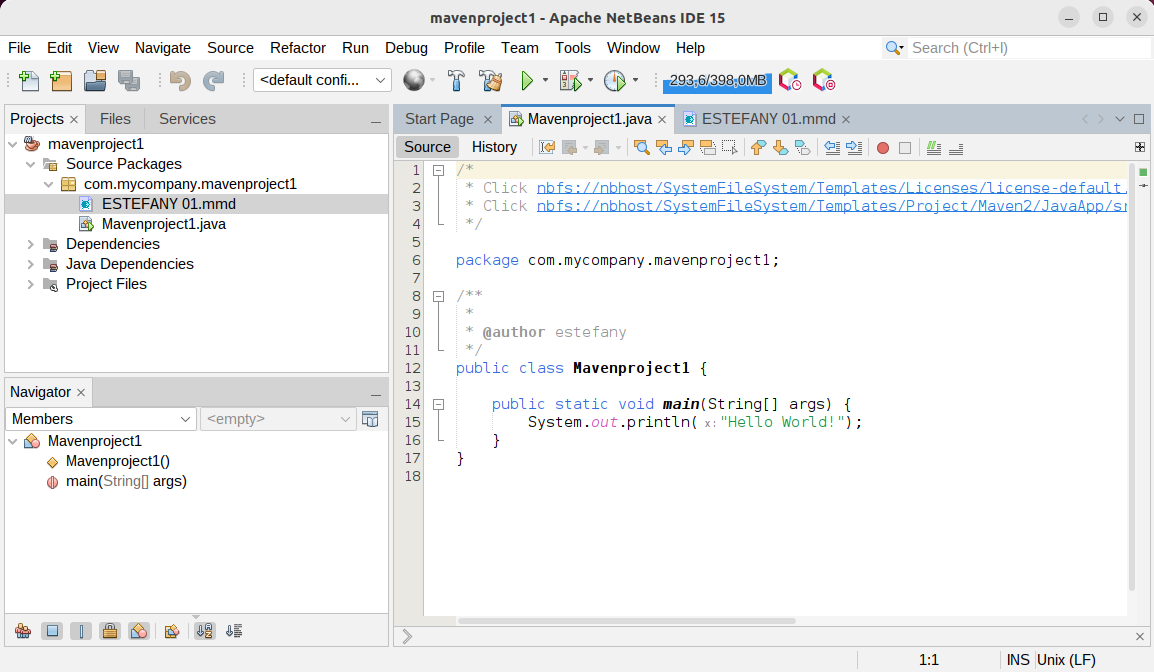 mavenproject1 - Apache NetBeans IDE 15
File Edit View Navigate Source Refactor Run Debug Profile Team Tools Window Help
Search (Ctrl+I)
<default confi...
293,6/398,0MB
Projects Files Services
mavenproject1
Source Packages
com.mycompany.mavenproject1
ESTEFANY 01.mmd
Mavenproject1.java
Dependencies
Java Dependencies
Project Files
Navigator
Members
<empty>
Mavenproject1
Mavenproject1()
main(String[] args)
Start Page Mavenproject1.java ESTEFANY 01.mmd
Source History
1 /*
2 * Click nbfs://nbhost/SystemFileSystem/Templates/Licenses/license-default.
3 * Click nbfs://nbhost/SystemFileSystem/Templates/Project/Maven2/JavaApp/sr
4 */
5
6 package com.mycompany.mavenproject1;
7
8 /**
9 *
10 * @author estefany
11 */
12 public class Mavenproject1 {
13
14 public static void main(String[] args) {
15 System.out.println( x: "Hello World!");
16 }
17 }
18
1:1 INS Unix (LF)